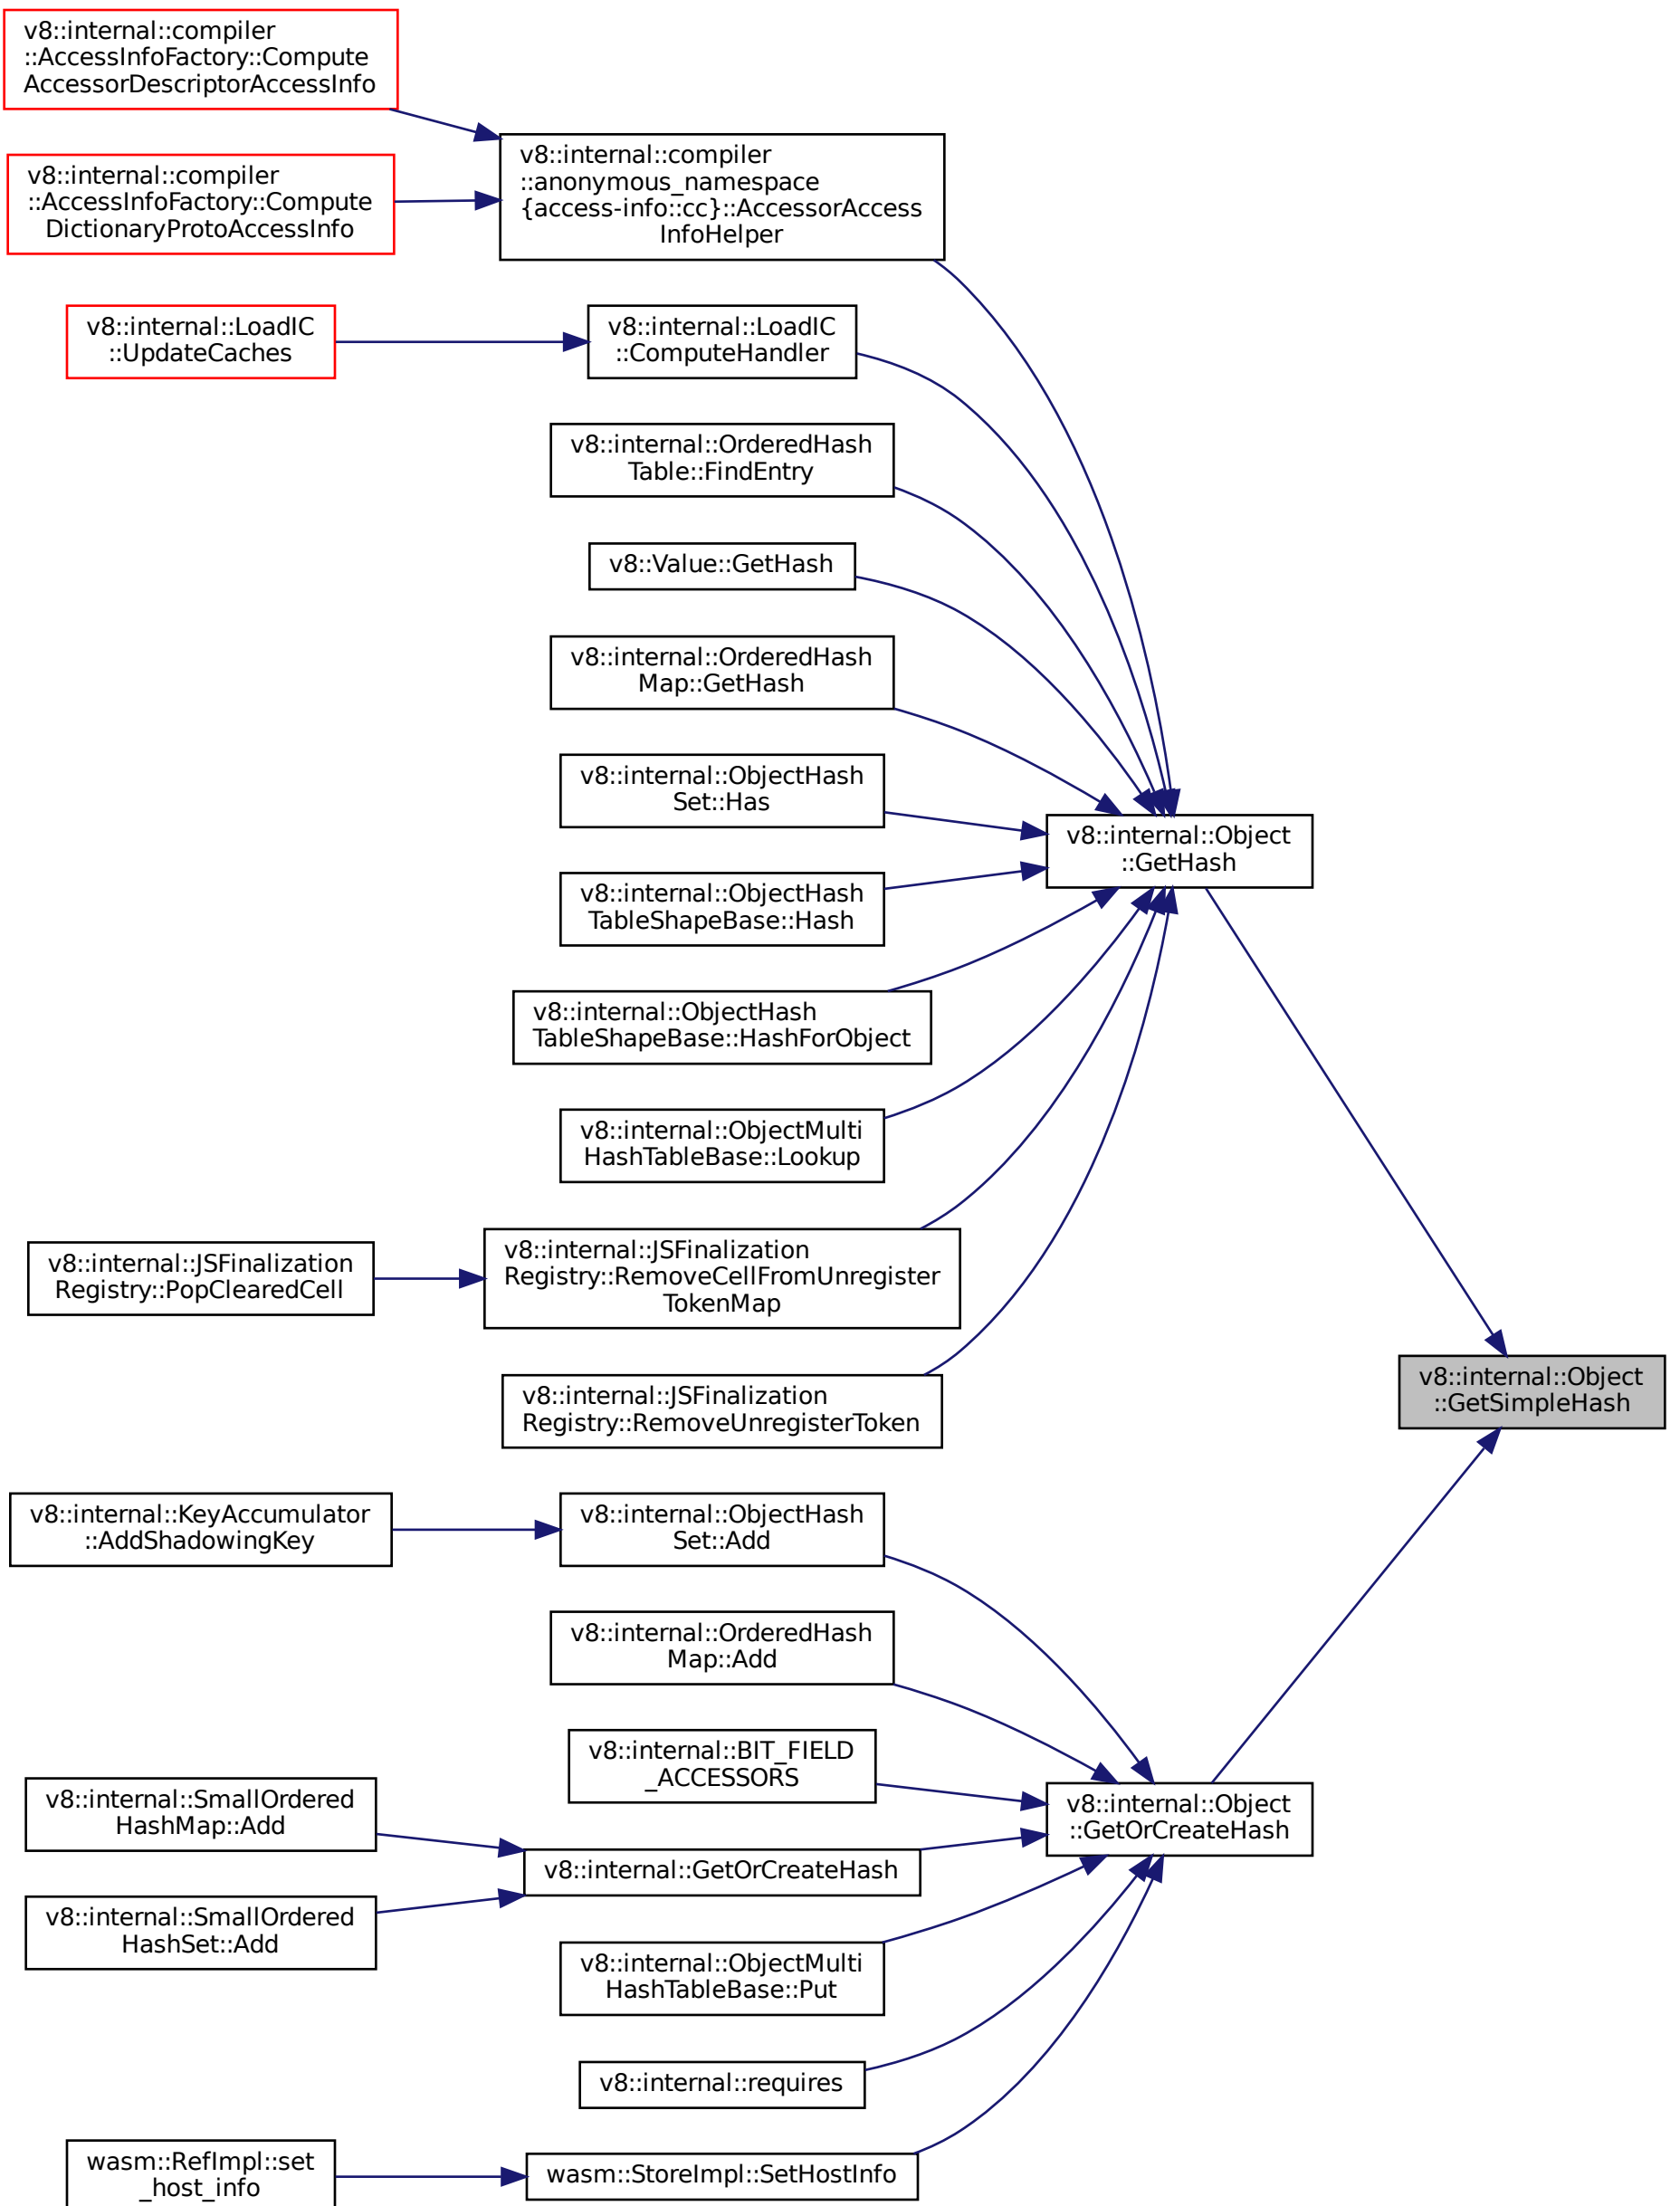 v8::internal::compiler
::AccessInfoFactory::Compute
AccessorDescriptorAccessInfo
v8::internal::compiler
::anonymous_namespace
{access-info::cc}::AccessorAccess
InfoHelper
v8::internal::compiler
::AccessInfoFactory::Compute
DictionaryProtoAccessInfo
v8::internal::LoadIC
::UpdateCaches
v8::internal::LoadIC
::ComputeHandler
v8::internal::OrderedHash
Table::FindEntry
v8::Value::GetHash
v8::internal::OrderedHash
Map::GetHash
v8::internal::ObjectHash
Set::Has
v8::internal::Object
::GetHash
v8::internal::ObjectHash
TableShapeBase::Hash
v8::internal::ObjectHash
TableShapeBase::HashForObject
v8::internal::ObjectMulti
HashTableBase::Lookup
v8::internal::JSFinalization
Registry::PopClearedCell
v8::internal::JSFinalization
Registry::RemoveCellFromUnregister
TokenMap
v8::internal::JSFinalization
Registry::RemoveUnregisterToken
v8::internal::Object
::GetSimpleHash
v8::internal::KeyAccumulator
::AddShadowingKey
v8::internal::ObjectHash
Set::Add
v8::internal::OrderedHash
Map::Add
v8::internal::BIT_FIELD
_ACCESSORS
v8::internal::Object
::GetOrCreateHash
v8::internal::SmallOrdered
HashMap::Add
v8::internal::GetOrCreateHash
v8::internal::SmallOrdered
HashSet::Add
v8::internal::ObjectMulti
HashTableBase::Put
v8::internal::requires
wasm::RefImpl::set
_host_info
wasm::StoreImpl::SetHostInfo